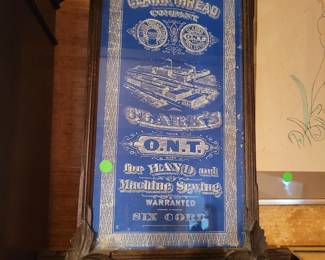 CLARK THREAD
COMPANY
O.N.T.
CLARK'S
O.N.T.
for HAND and
Machine Sewing
WARRANTED
SIX CORD